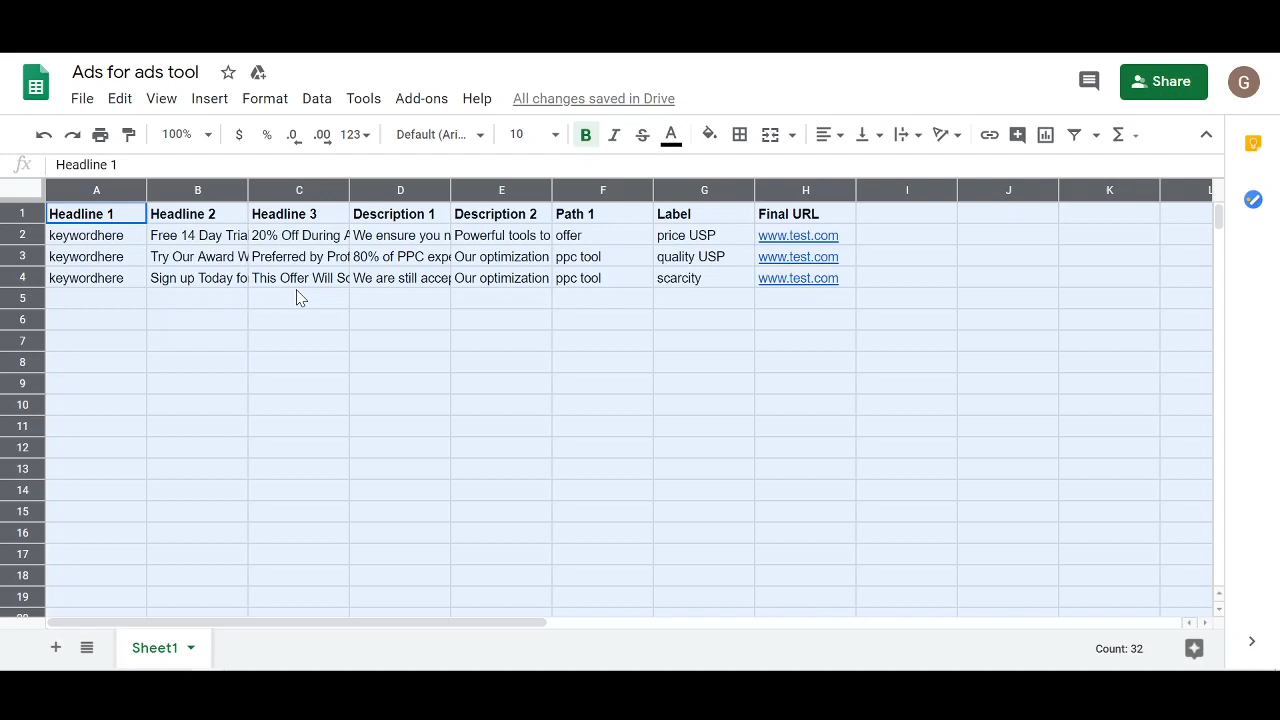 Ads for ads tool
Share
G
File Edit View Insert Format Data Tools Add-ons Help All changes saved in Drive
100% $ % .0 .00 123 Default (Ari... 10 B I S A Σ
fx Headline 1
A B C D E F G H I J K L
1 Headline 1 Headline 2 Headline 3 Description 1 Description 2 Path 1 Label Final URL
2 keywordhere Free 14 Day Tria 20% Off During A We ensure you n Powerful tools to offer price USP www.test.com
3 keywordhere Try Our Award W Preferred by Prof 80% of PPC expe Our optimization ppc tool quality USP www.test.com
4 keywordhere Sign up Today fo This Offer Will So We are still accep Our optimization ppc tool scarcity www.test.com
5
6
7
8
9
10
11
12
13
14
15
16
17
18
19
+ Sheet1 Count: 32